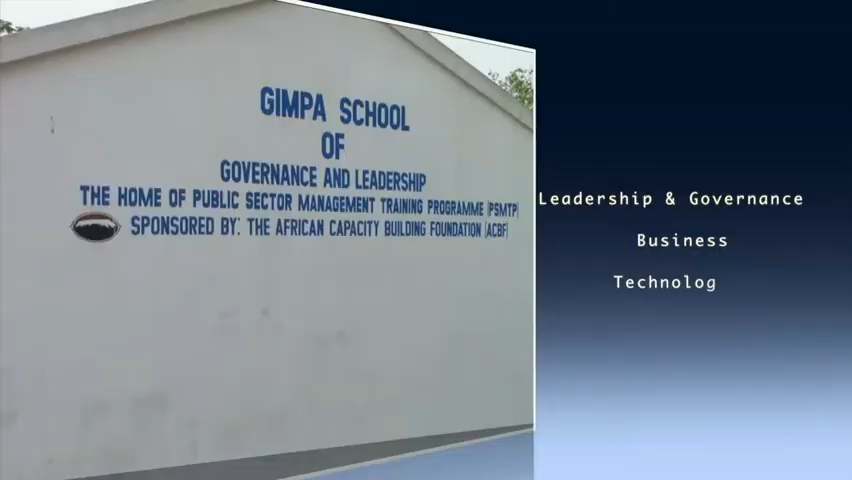 GIMPA SCHOOL
OF
GOVERNANCE AND LEADERSHIP
THE HOME OF PUBLIC SECTOR MANAGEMENT TRAINING PROGRAMME (PSMTP)
SPONSORED BY: THE AFRICAN CAPACITY BUILDING FOUNDATION (ACBF)
Leadership & Governance
Business
Technolog